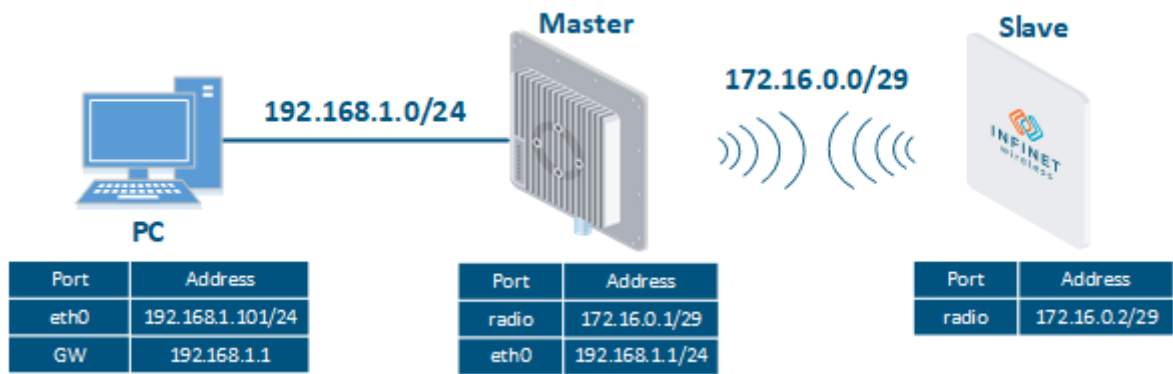 Master
Slave
192.168.1.0/24
172.16.0.0/29
INFINET
wireless
PC
Port Address
eth0 192.168.1.101/24
GW 192.168.1.1
Port Address
radio 172.16.0.1/29
eth0 192.168.1.1/24
Port Address
radio 172.16.0.2/29